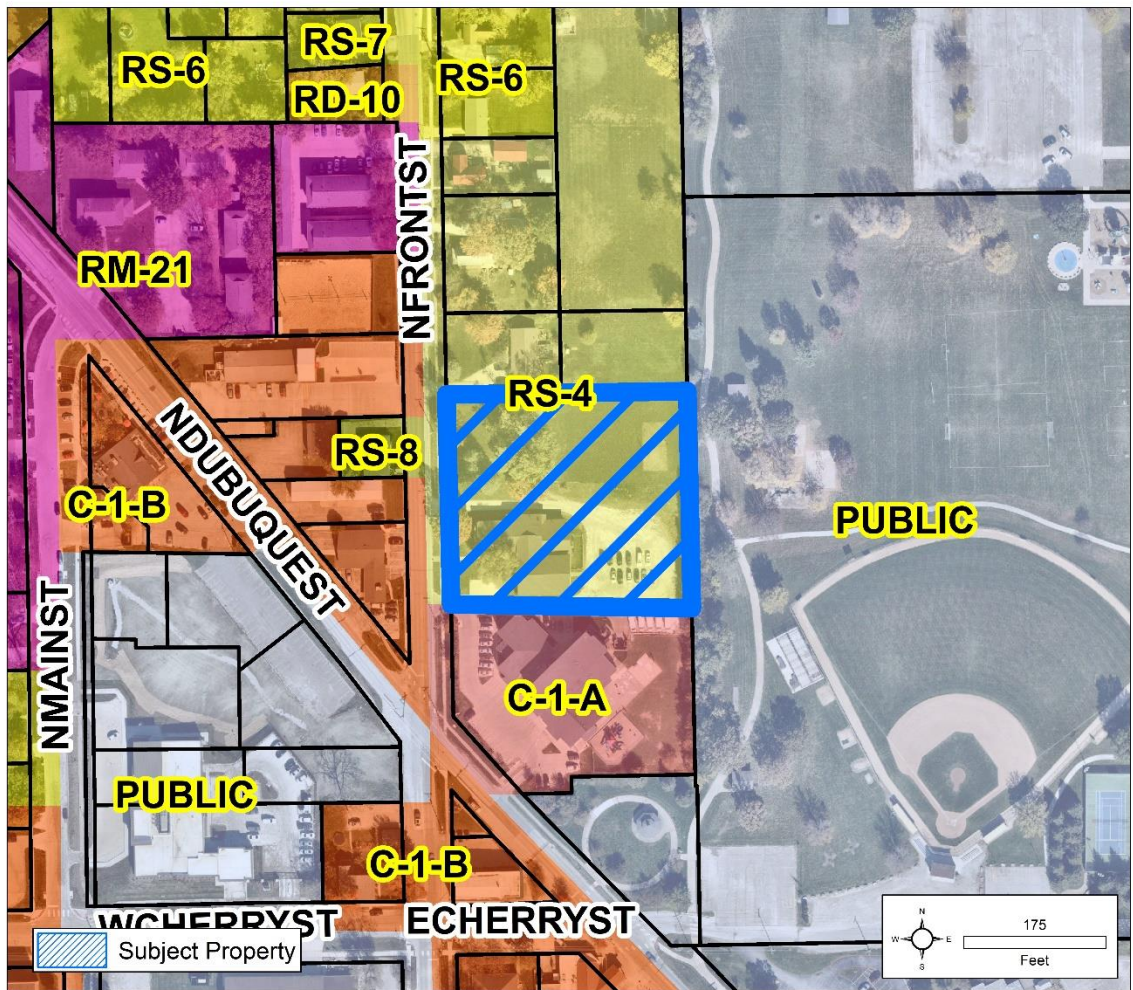 RS-7
RS-6
RS-6
RD-10
NFRONTST
RM-21
RS-4
NDUBUQUEST
RS-8
C-1-B
PUBLIC
NMAINST
C-1-A
PUBLIC
C-1-B
WCHERRYST
ECHERRYST
Subject Property
N
W
E
S
175
Feet